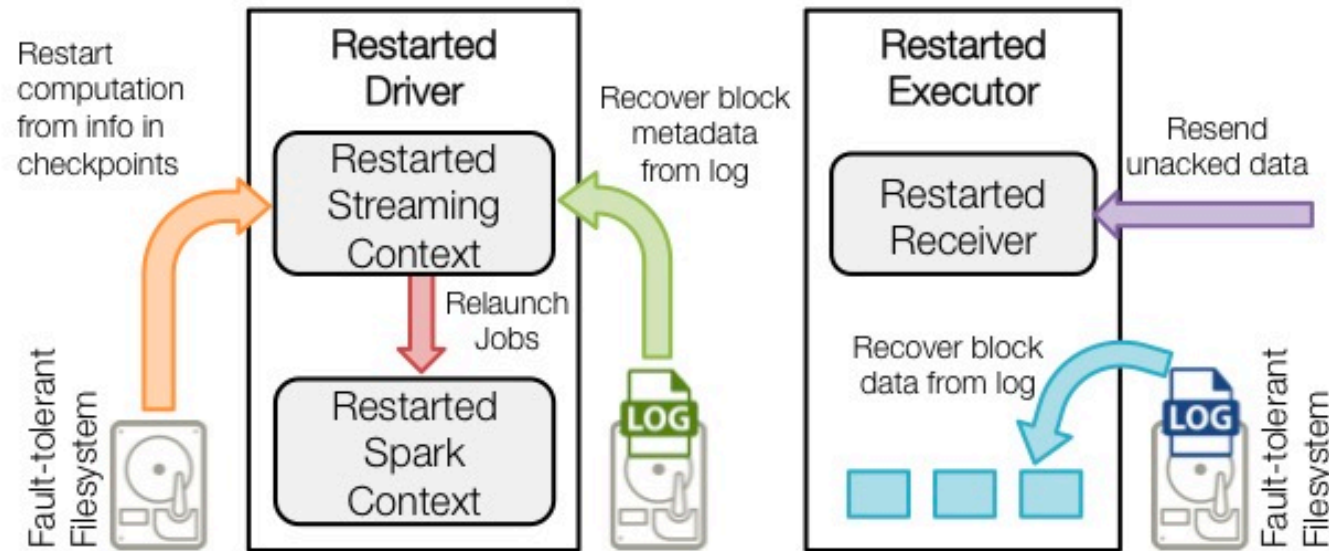 Restart
computation
from info in
checkpoints
Fault-tolerant
Filesystem
Restarted
Driver
Restarted
Streaming
Context
Relaunch
Jobs
Restarted
Spark
Context
Recover block
metadata
from log
LOG
Restarted
Executor
Restarted
Receiver
Resend
unacked data
Recover block
data from log
LOG
Fault-tolerant
Filesystem